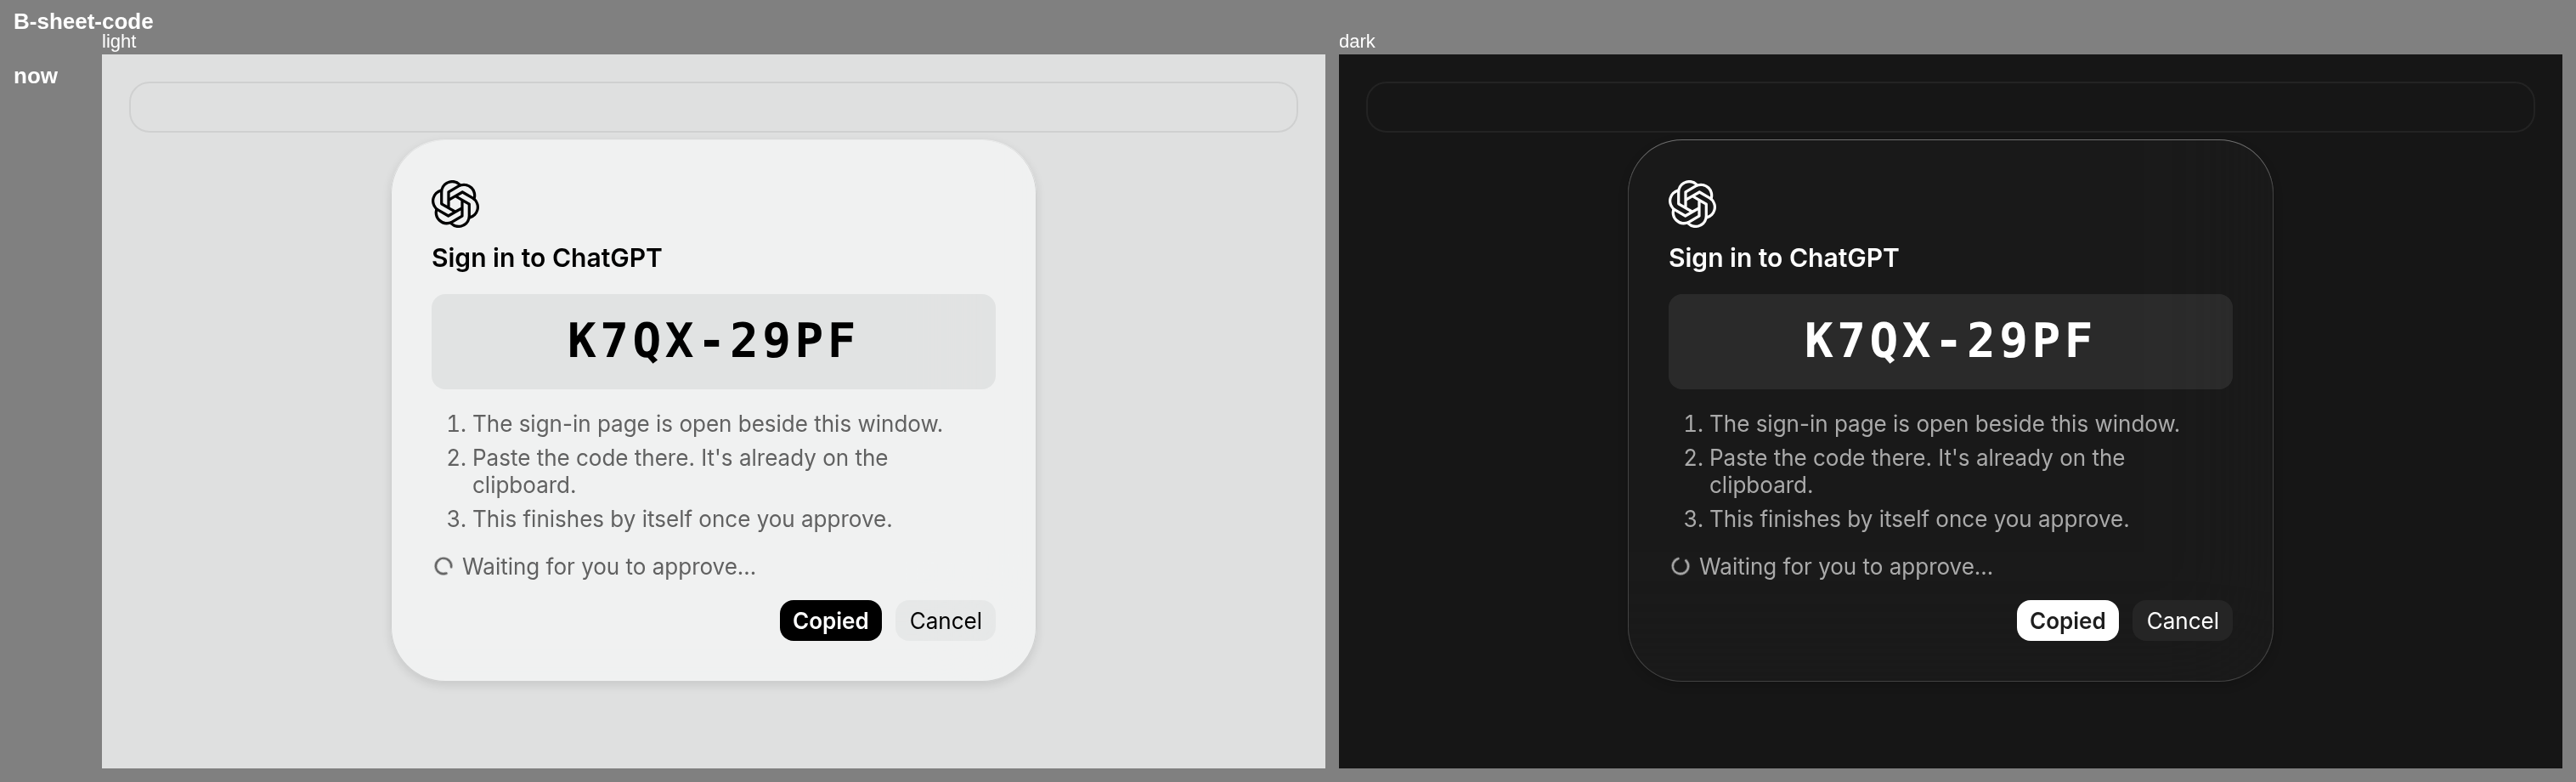 B-sheet-code
light
dark
now
Sign in to ChatGPT
K7QX-29PF
1. The sign-in page is open beside this window.
2. Paste the code there. It's already on the
clipboard.
3. This finishes by itself once you approve.
Waiting for you to approve...
Copied
Cancel
Sign in to ChatGPT
K7QX-29PF
1. The sign-in page is open beside this window.
2. Paste the code there. It's already on the
clipboard.
3. This finishes by itself once you approve.
Waiting for you to approve...
Copied
Cancel